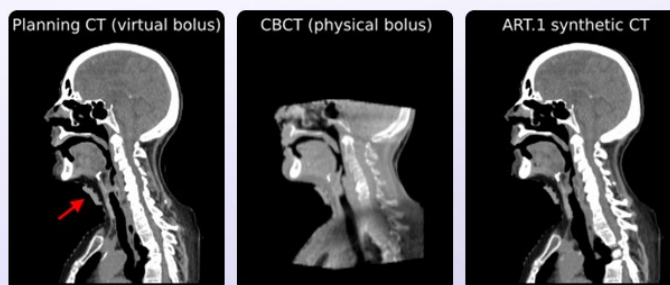 Planning CT (virtual bolus)
CBCT (physical bolus)
ART.1 synthetic CT